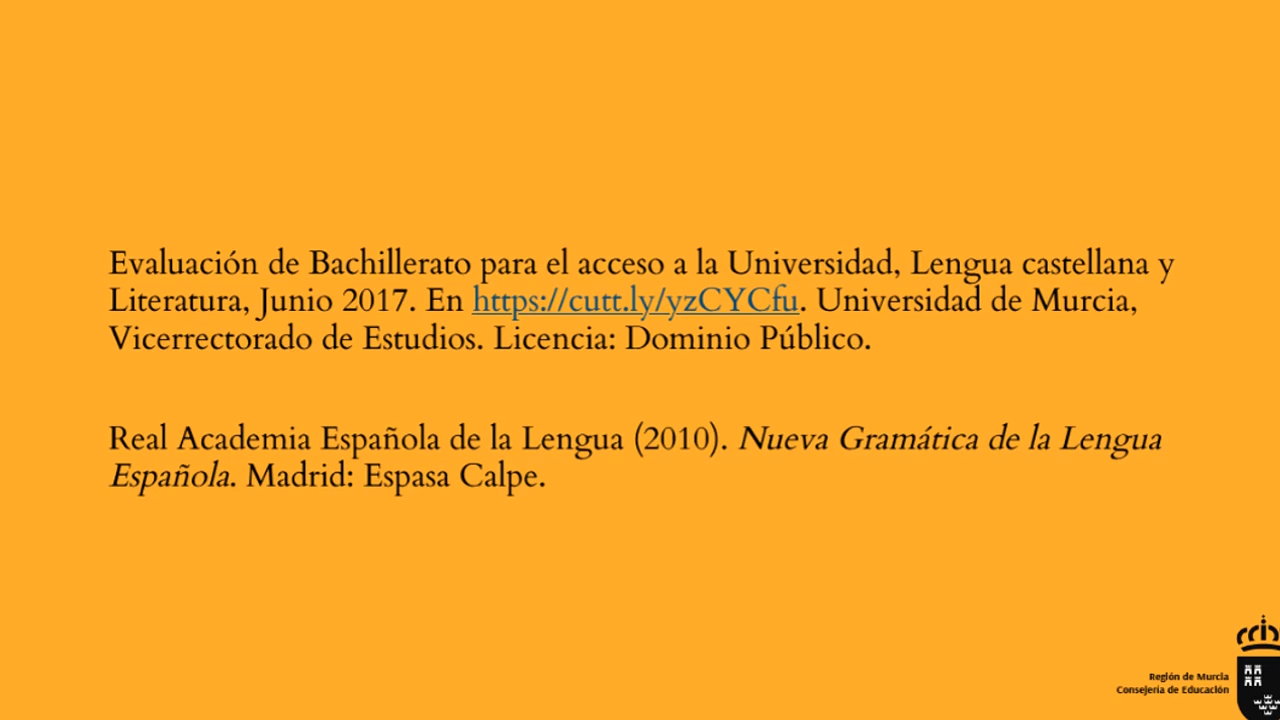 Evaluación de Bachillerato para el acceso a la Universidad, Lengua castellana y
Literatura, Junio 2017. En https://cutt.ly/yzCYCfu. Universidad de Murcia,
Vicerrectorado de Estudios. Licencia: Dominio Público.
Real Academia Española de la Lengua (2010). Nueva Gramática de la Lengua
Española. Madrid: Espasa Calpe.
Región de Murcia
Consejería de Educación